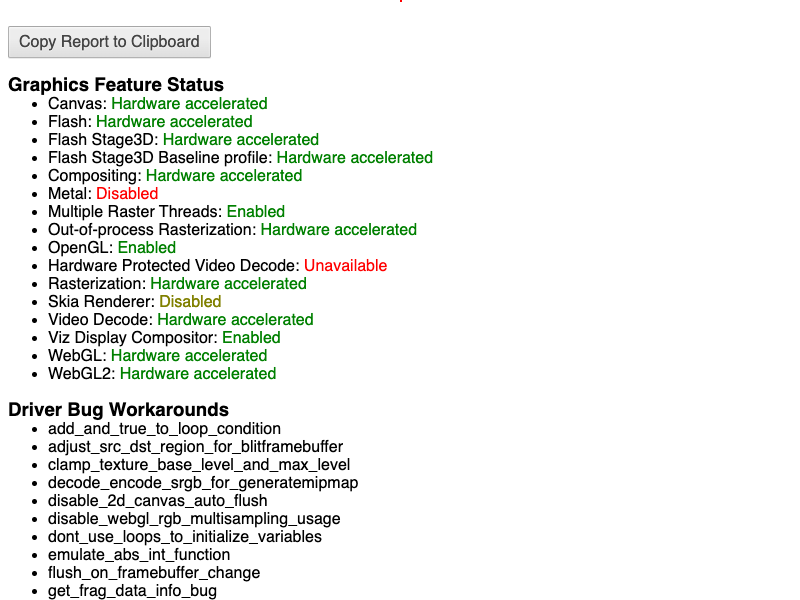 Copy Report to Clipboard
Graphics Feature Status
Canvas: Hardware accelerated
Flash: Hardware accelerated
Flash Stage3D: Hardware accelerated
Flash Stage3D Baseline profile: Hardware accelerated
Compositing: Hardware accelerated
Metal: Disabled
Multiple Raster Threads: Enabled
Out-of-process Rasterization: Hardware accelerated
OpenGL: Enabled
Hardware Protected Video Decode: Unavailable
Rasterization: Hardware accelerated
Skia Renderer: Disabled
Video Decode: Hardware accelerated
Viz Display Compositor: Enabled
WebGL: Hardware accelerated
WebGL2: Hardware accelerated
Driver Bug Workarounds
add_and_true_to_loop_condition
adjust_src_dst_region_for_blitframebuffer
clamp_texture_base_level_and_max_level
decode_encode_srgb_for_generatemipmap
disable_2d_canvas_auto_flush
disable_webgl_rgb_multisampling_usage
dont_use_loops_to_initialize_variables
emulate_abs_int_function
flush_on_framebuffer_change
get_frag_data_info_bug